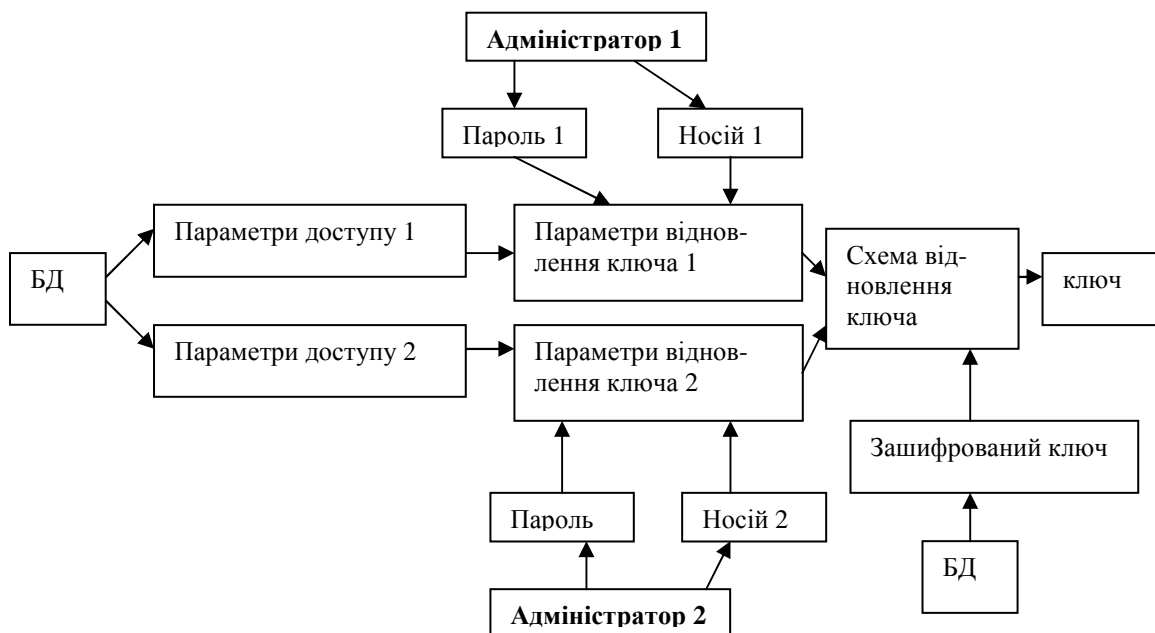 Адміністратор 1
Пароль 1
Носій 1
Параметри доступу 1
Параметри віднов-
лення ключа 1
Схема від-
новлення
ключа
ключ
БД
Параметри доступу 2
Параметри віднов-
лення ключа 2
Зашифрований ключ
Пароль
Носій 2
БД
Адміністратор 2